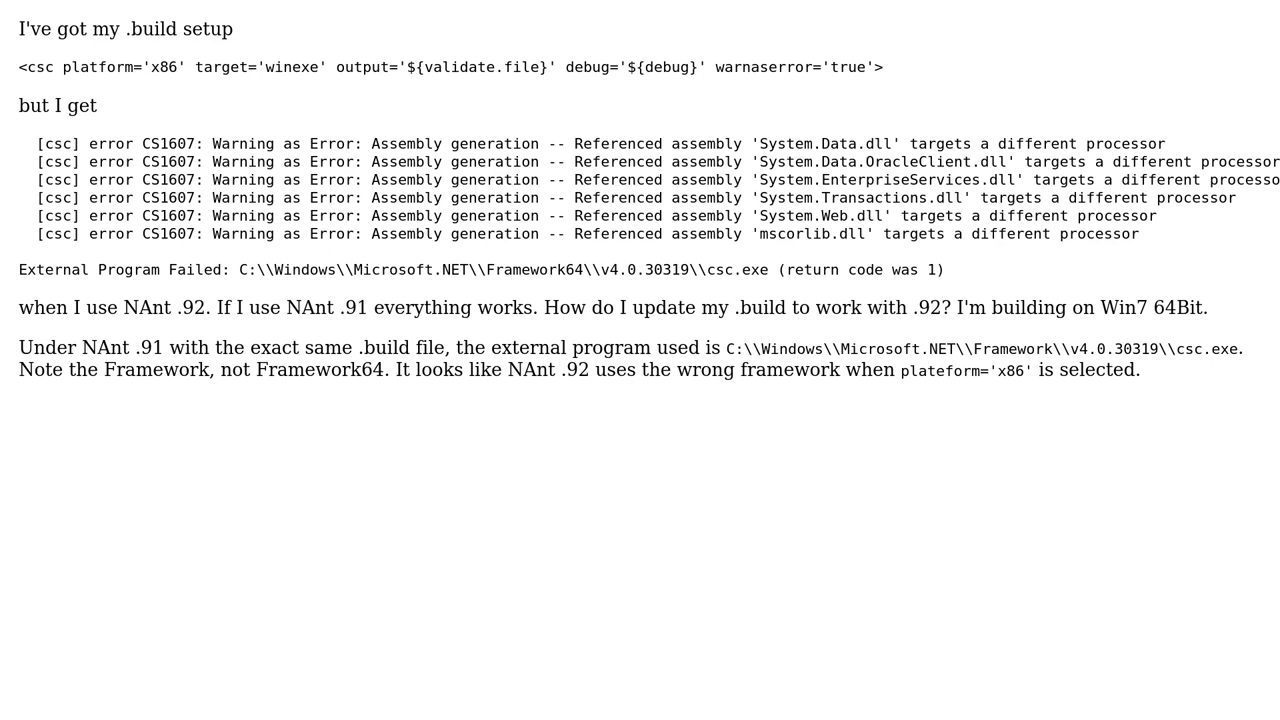 I've got my .build setup
<csc platform='x86' target='winexe' output='${validate.file}' debug='${debug}' warnaserror='true'>
but I get
[csc] error CS1607: Warning as Error: Assembly generation -- Referenced assembly 'System.Data.dll' targets a different processor
[csc] error CS1607: Warning as Error: Assembly generation -- Referenced assembly 'System.Data.OracleClient.dll' targets a different processor
[csc] error CS1607: Warning as Error: Assembly generation -- Referenced assembly 'System.EnterpriseServices.dll' targets a different processo
[csc] error CS1607: Warning as Error: Assembly generation -- Referenced assembly 'System.Transactions.dll' targets a different processor
[csc] error CS1607: Warning as Error: Assembly generation -- Referenced assembly 'System.Web.dll' targets a different processor
[csc] error CS1607: Warning as Error: Assembly generation -- Referenced assembly 'mscorlib.dll' targets a different processor
External Program Failed: C:\\Windows\\Microsoft.NET\\Framework64\\v4.0.30319\\csc.exe (return code was 1)
when I use NAnt .92. If I use NAnt .91 everything works. How do I update my .build to work with .92? I'm building on Win7 64Bit.
Under NAnt .91 with the exact same .build file, the external program used is C:\\Windows\\Microsoft.NET\\Framework\\v4.0.30319\\csc.exe.
Note the Framework, not Framework64. It looks like NAnt .92 uses the wrong framework when plateform='x86' is selected.